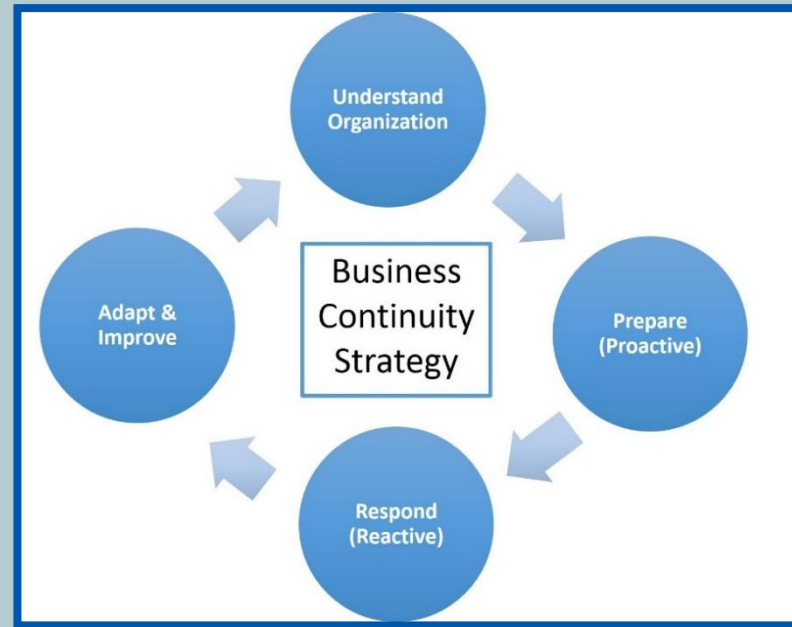 Understand
Organization
Business
Continuity
Strategy
Adapt &
Improve
Prepare
(Proactive)
Respond
(Reactive)